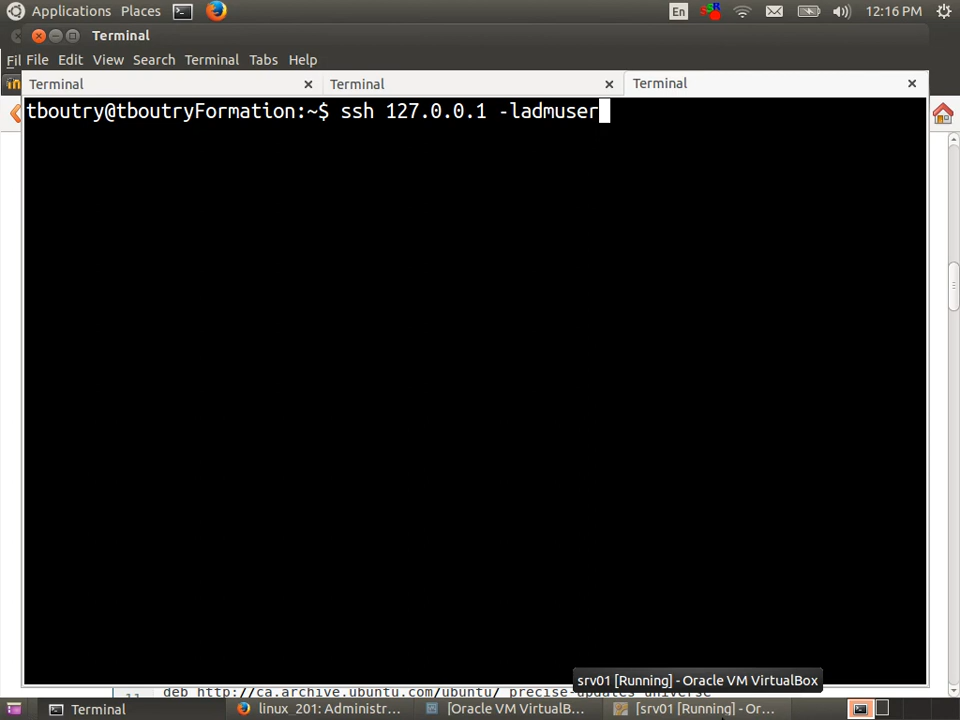 Applications Places En 12:16 PM
Terminal
Fil File Edit View Search Terminal Tabs Help
Terminal Terminal Terminal
tboutry@tboutryFormation:~$ ssh 127.0.0.1 -ladmuser
srv01 [Running] - Oracle VM VirtualBox
11 deb http://ca.archive.ubuntu.com/ubuntu/ precise-updates universe
Terminal linux_201: Administr... [Oracle VM VirtualB... [srv01 [Running] - Or...